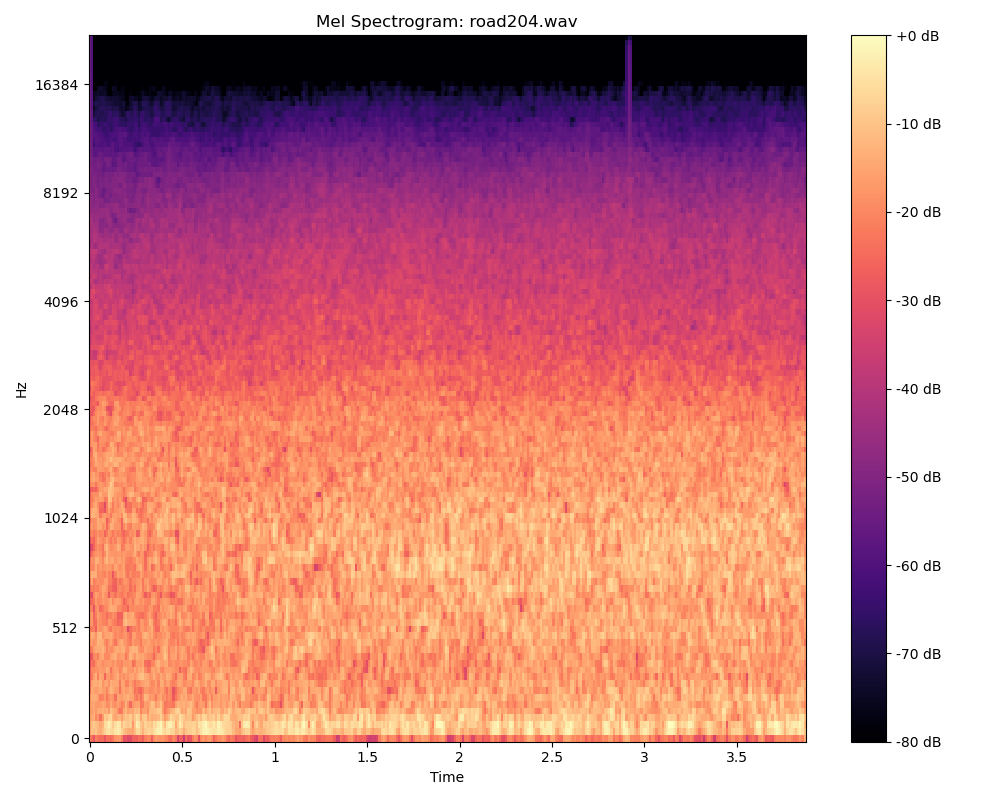 Mel Spectrogram: road204.wav
+0 dB
16384
-10 dB
8192
-20 dB
4096
-30 dB
Hz
2048
-40 dB
-50 dB
1024
-60 dB
512
-70 dB
0
-80 dB
0 0.5 1 1.5 2 2.5 3 3.5
Time